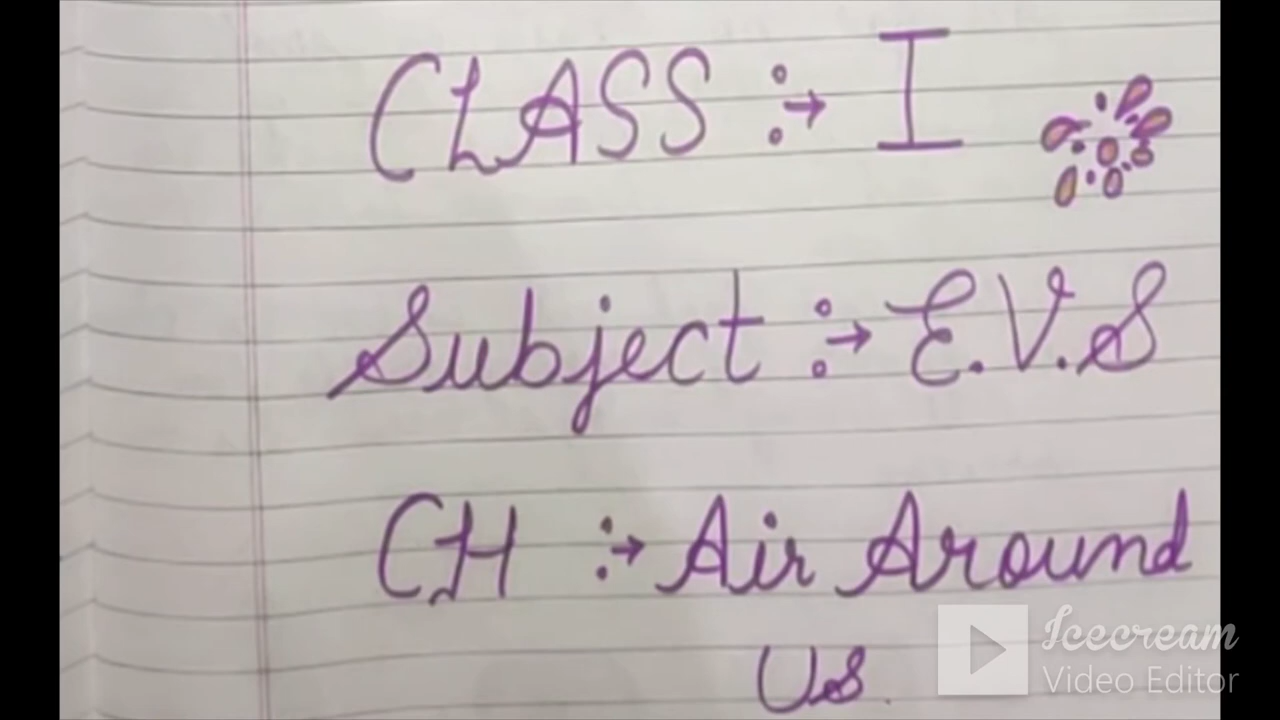 CLASS :→ I
Subject :→ E.V.S
CH :→ Air Around
Us.
Icecream
Video Editor